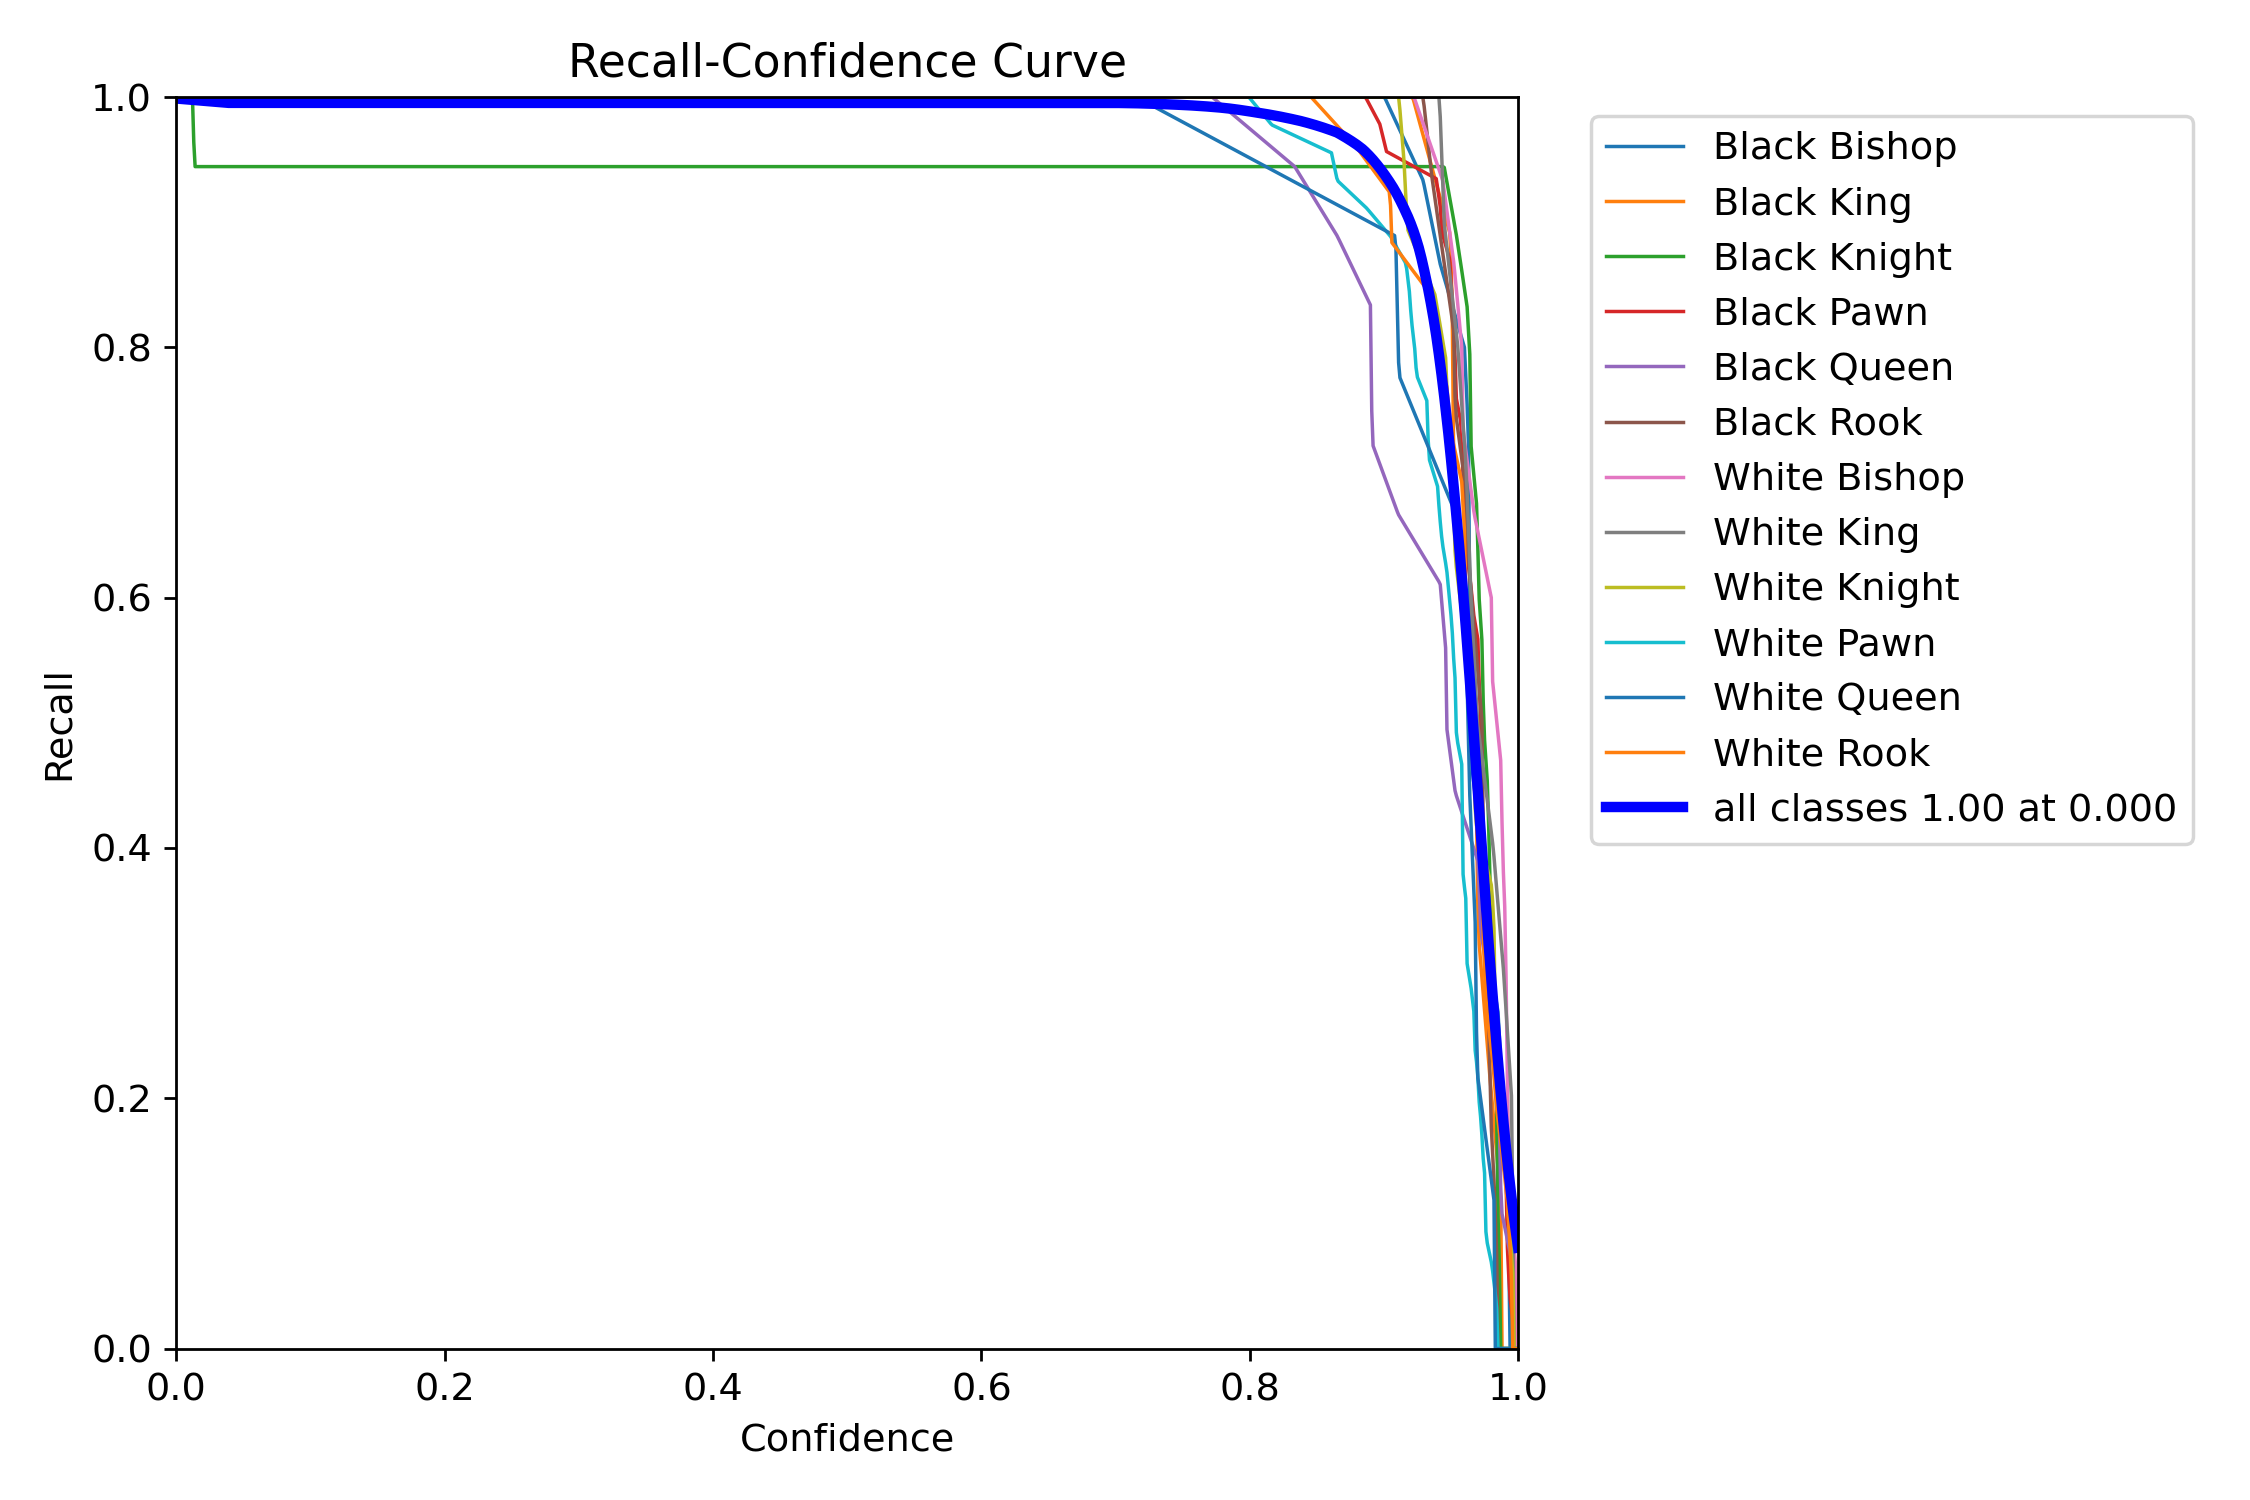 Recall-Confidence Curve
1.0
0.8
0.6
0.4
0.2
0.0
Recall
0.0 0.2 0.4 0.6 0.8 1.0
Confidence
Black Bishop
Black King
Black Knight
Black Pawn
Black Queen
Black Rook
White Bishop
White King
White Knight
White Pawn
White Queen
White Rook
all classes 1.00 at 0.000